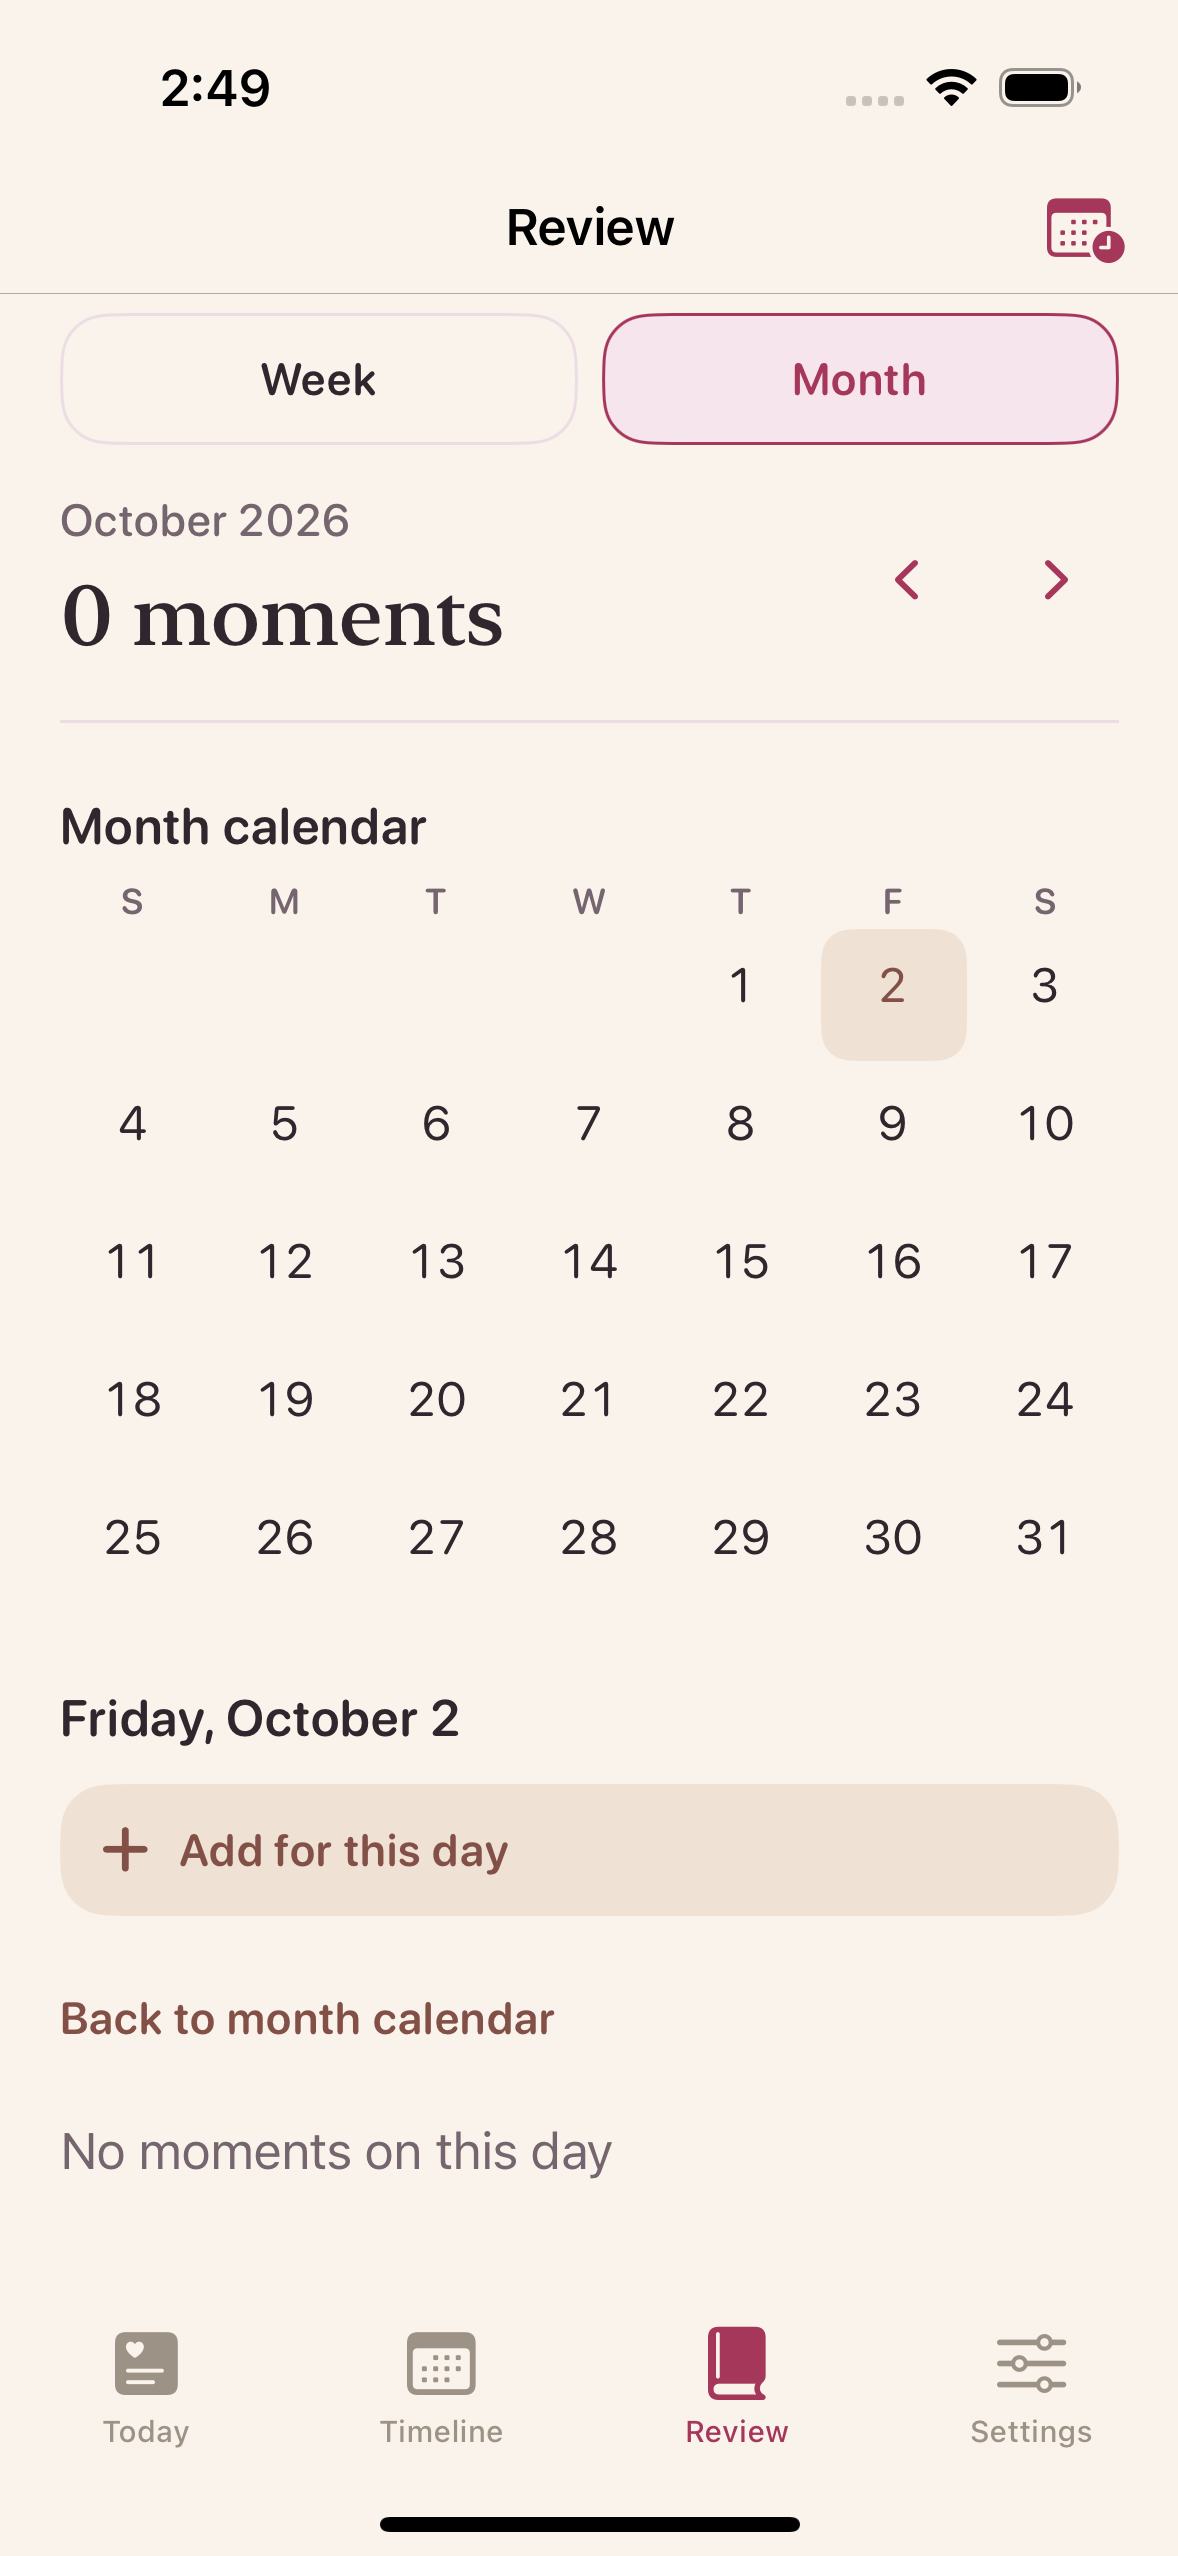 2:49
Review
Week
Month
October 2026
0 moments
Month calendar
S M T W T F S
1 2 3
4 5 6 7 8 9 10
11 12 13 14 15 16 17
18 19 20 21 22 23 24
25 26 27 28 29 30 31
Friday, October 2
+ Add for this day
Back to month calendar
No moments on this day
Today
Timeline
Review
Settings